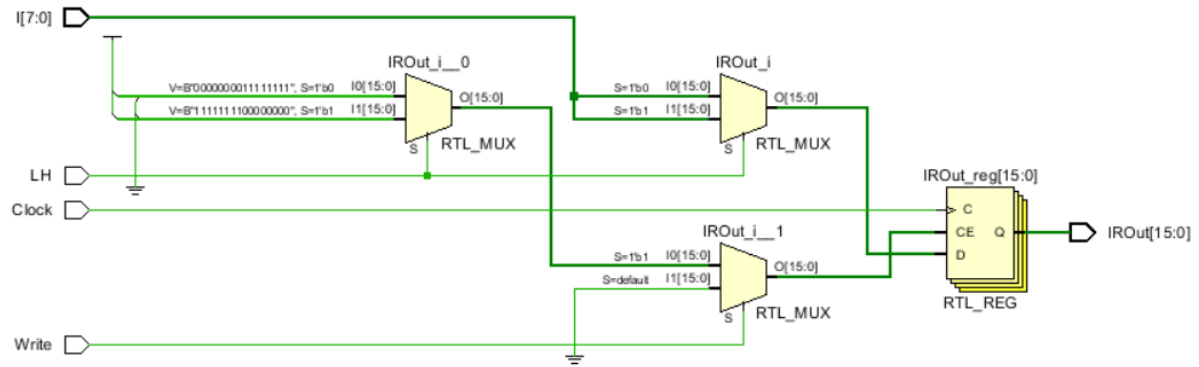 I[7:0]
IROut_i__0
IROut_i
V=B"0000000011111111", S=1'b0 I0[15:0]
O[15:0]
S=1'b0 I0[15:0]
O[15:0]
V=B"1111111100000000", S=1'b1 I1[15:0]
S=1'b1 I1[15:0]
S
RTL_MUX
S
RTL_MUX
LH
IROut_reg[15:0]
Clock
C
IROut_i__1
CE
Q
IROut[15:0]
S=1'b1 I0[15:0]
D
O[15:0]
S=default I1[15:0]
RTL_REG
S
RTL_MUX
Write